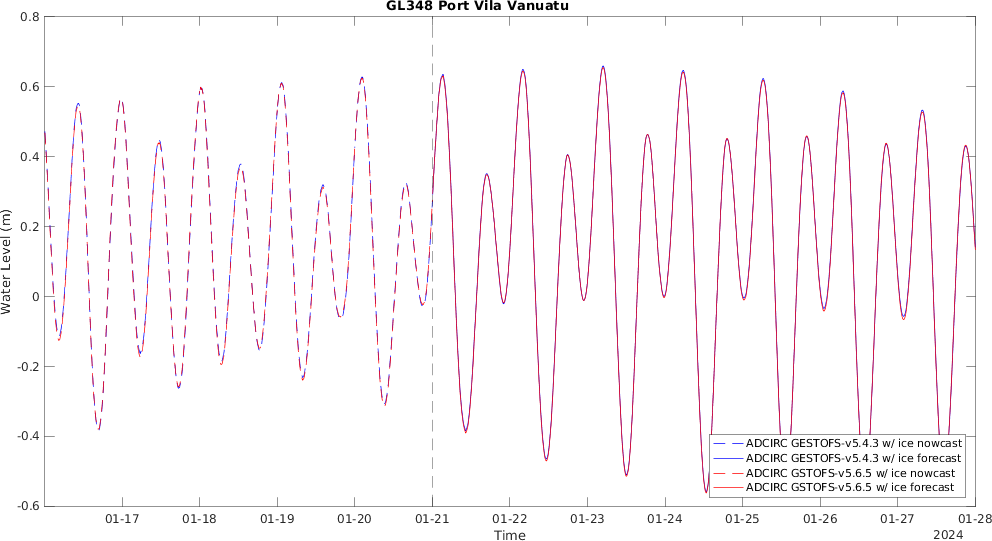 GL348 Port Vila Vanuatu
0.8
0.6
0.4
0.2
0
-0.2
-0.4
-0.6
Water Level (m)
ADCIRC GESTOFS-v5.4.3 w/ ice nowcast
ADCIRC GESTOFS-v5.4.3 w/ ice forecast
ADCIRC GSTOFS-v5.6.5 w/ ice nowcast
ADCIRC GSTOFS-v5.6.5 w/ ice forecast
01-17 01-18 01-19 01-20 01-21 01-22 01-23 01-24 01-25 01-26 01-27 01-28
Time
2024